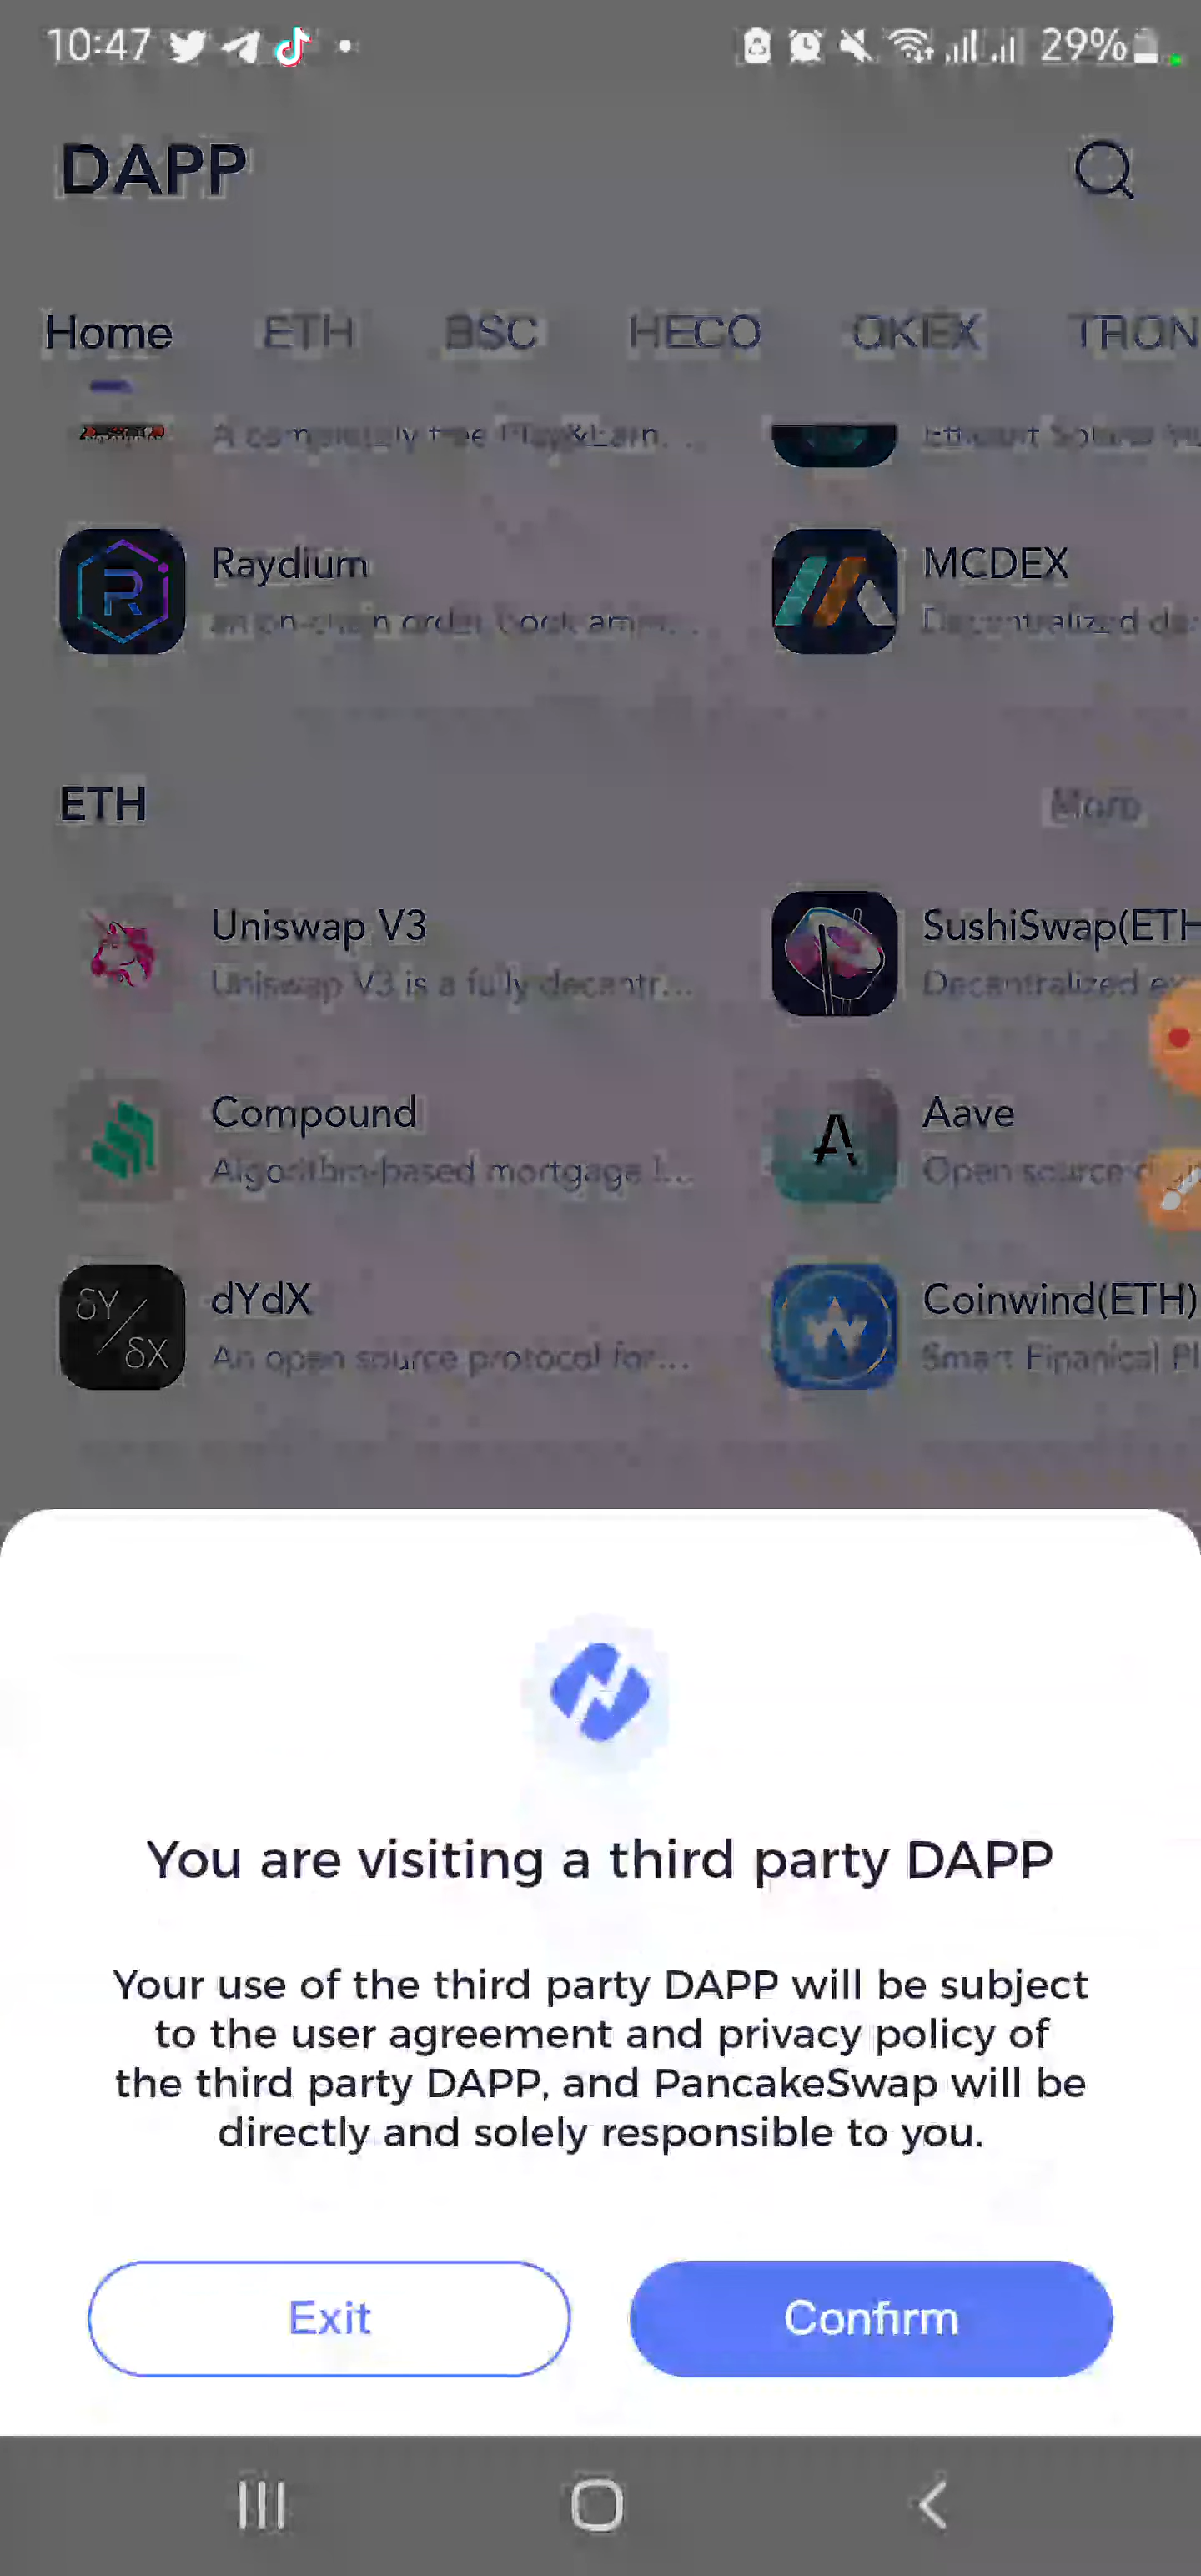 10:47 29%
DAPP
Home ETH BSC HECO OKEX TRON
A completely free Play&Earn. ...
Raydium MCDEX
an on-chain order book ... Decentralized
ETH More
Uniswap V3 SushiSwap(ETH
Uniswap V3 is a fully decentr... Decentralized
Compound Aave
Algorithm-based mortgage l... Open source
dYdX Coinwind(ETH)
An open source protocol for... Smart Finanical Pl
You are visiting a third party DAPP
Your use of the third party DAPP will be subject
to the user agreement and privacy policy of
the third party DAPP, and PancakeSwap will be
directly and solely responsible to you.
Exit Confirm